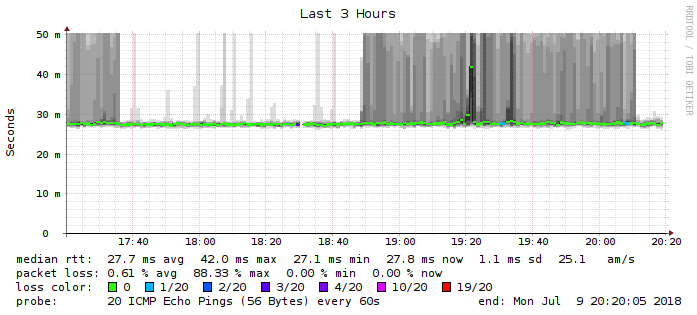 Last 3 Hours
RRDTOOL / TOBI OETIKER
Seconds
50 m
40 m
30 m
20 m
10 m
0
17:40 18:00 18:20 18:40 19:00 19:20 19:40 20:00 20:20
median rtt: 27.7 ms avg 42.0 ms max 27.1 ms min 27.8 ms now 1.1 ms sd 25.1 am/s
packet loss: 0.61 % avg 88.33 % max 0.00 % min 0.00 % now
loss color: 0 1/20 2/20 3/20 4/20 10/20 19/20
probe: 20 ICMP Echo Pings (56 Bytes) every 60s end: Mon Jul 9 20:20:05 2018